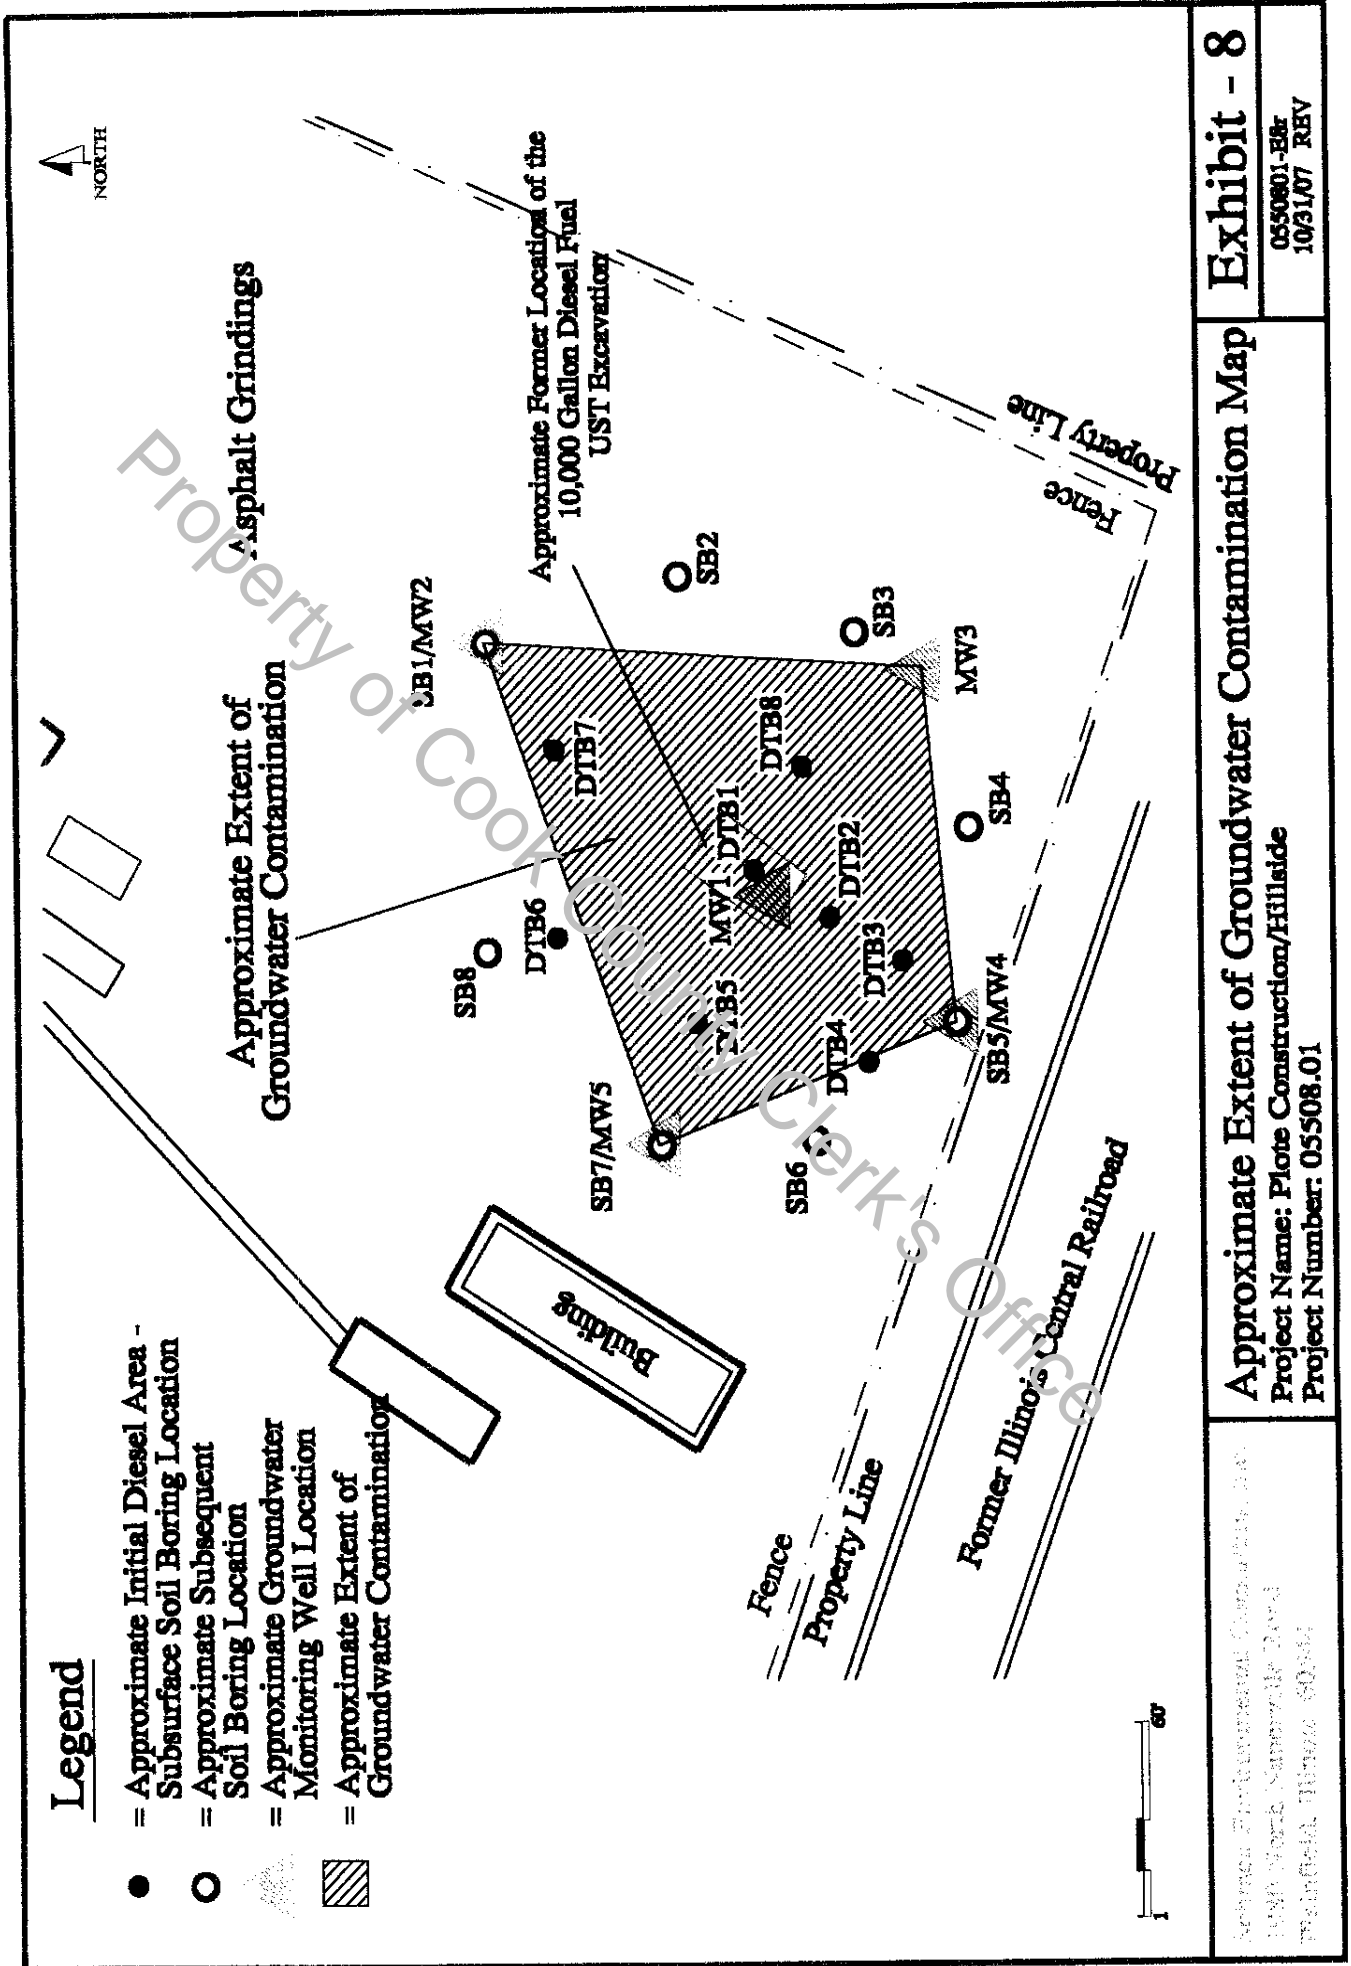 NORTH
Legend
= Approximate Initial Diesel Area -
Subsurface Soil Boring Location
= Approximate Subsequent
Soil Boring Location
= Approximate Groundwater
Monitoring Well Location
= Approximate Extent of
Groundwater Contamination
Approximate Extent of
Groundwater Contamination
Asphalt Grindings
Approximate Former Location of the
10,000 Gallon Diesel Fuel
UST Excavation
SB1/MW2
SB2
SB3
MW3
SB4
SB8
DTB6
DTB7
DTB8
DTB1
MW1
DTB2
DTB3
DTB5
DTB4
SB5/MW4
SB7/MW5
SB6
Building
Fence
Property Line
Fence
Property Line
Former Illinois Central Railroad
1
60'
Property of Cook County Clerk's Office
Approximate Extent of Groundwater Contamination Map
Project Name: Plote Construction/Hillside
Project Number: 05508.01
Exhibit - 8
0550801-E8r
10/31/07 REV